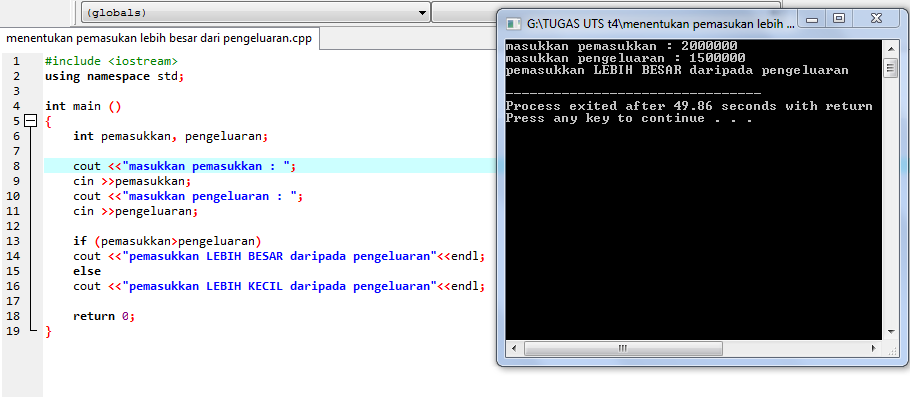 (globals)
menentukan pemasukan lebih besar dari pengeluaran.cpp
1 #include <iostream>
2 using namespace std;
3
4 int main ()
5 {
6 int pemasukkan, pengeluaran;
7
8 cout <<"masukkan pemasukkan : ";
9 cin >>pemasukkan;
10 cout <<"masukkan pengeluaran : ";
11 cin >>pengeluaran;
12
13 if (pemasukkan>pengeluaran)
14 cout <<"pemasukkan LEBIH BESAR daripada pengeluaran"<<endl;
15 else
16 cout <<"pemasukkan LEBIH KECIL daripada pengeluaran"<<endl;
17
18 return 0;
19 }
G:\TUGAS UTS t4\menentukan pemasukan lebih ...
masukkan pemasukkan : 2000000
masukkan pengeluaran : 1500000
pemasukkan LEBIH BESAR daripada pengeluaran
--------------------------------
Process exited after 49.86 seconds with return
Press any key to continue . . .